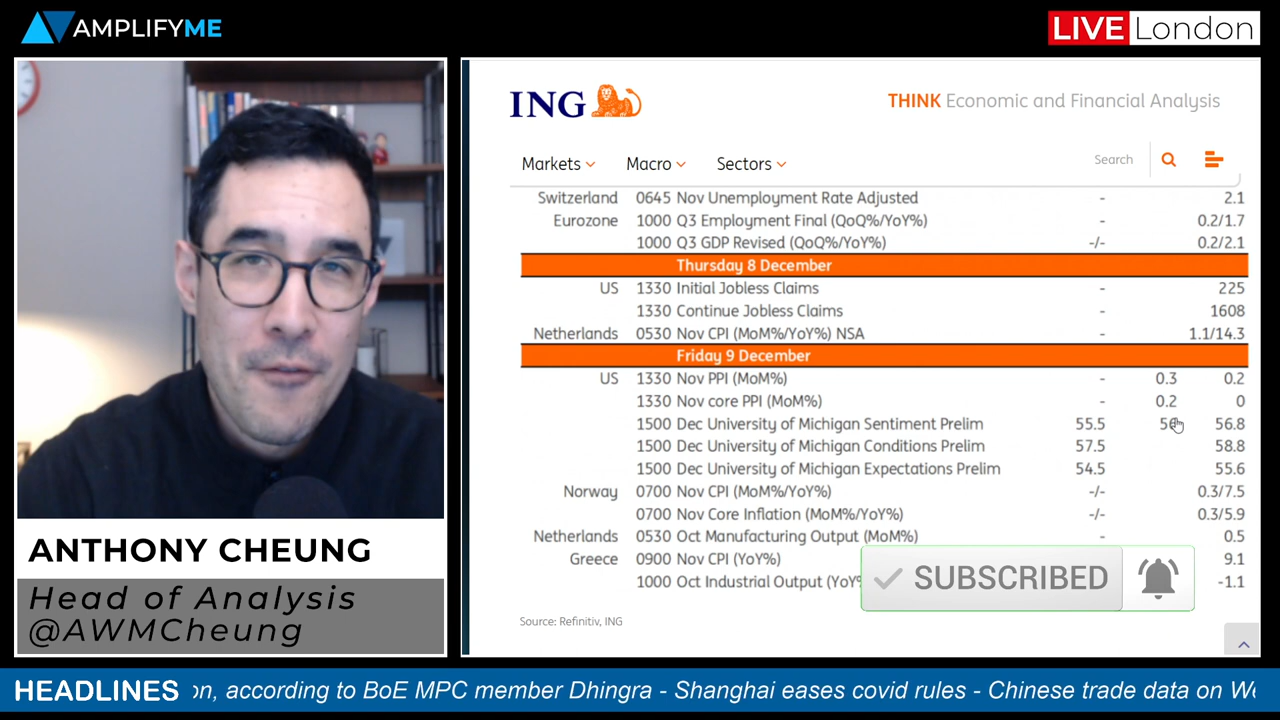 AMPLIFYME
LIVE London
ING
THINK Economic and Financial Analysis
Markets Macro Sectors
Search
Switzerland 0645 Nov Unemployment Rate Adjusted - 2.1
Eurozone 1000 Q3 Employment Final (QoQ%/YoY%) - 0.2/1.7
1000 Q3 GDP Revised (QoQ%/YoY%) -/- 0.2/2.1
Thursday 8 December
US 1330 Initial Jobless Claims - 225
1330 Continue Jobless Claims - 1608
Netherlands 0530 Nov CPI (MoM%/YoY%) NSA - 1.1/14.3
Friday 9 December
US 1330 Nov PPI (MoM%) - 0.3 0.2
1330 Nov core PPI (MoM%) - 0.2 0
1500 Dec University of Michigan Sentiment Prelim 55.5 56.8
1500 Dec University of Michigan Conditions Prelim 57.5 58.8
1500 Dec University of Michigan Expectations Prelim 54.5 55.6
Norway 0700 Nov CPI (MoM%/YoY%) -/- 0.3/7.5
0700 Nov Core Inflation (MoM%/YoY%) -/- 0.3/5.9
Netherlands 0530 Oct Manufacturing Output (MoM%) - 0.5
Greece 0900 Nov CPI (YoY%) 9.1
1000 Oct Industrial Output (YoY% -1.1
SUBSCRIBED
Source: Refinitiv, ING
ANTHONY CHEUNG
Head of Analysis
@AWMCheung
HEADLINES on, according to BoE MPC member Dhingra - Shanghai eases covid rules - Chinese trade data on We